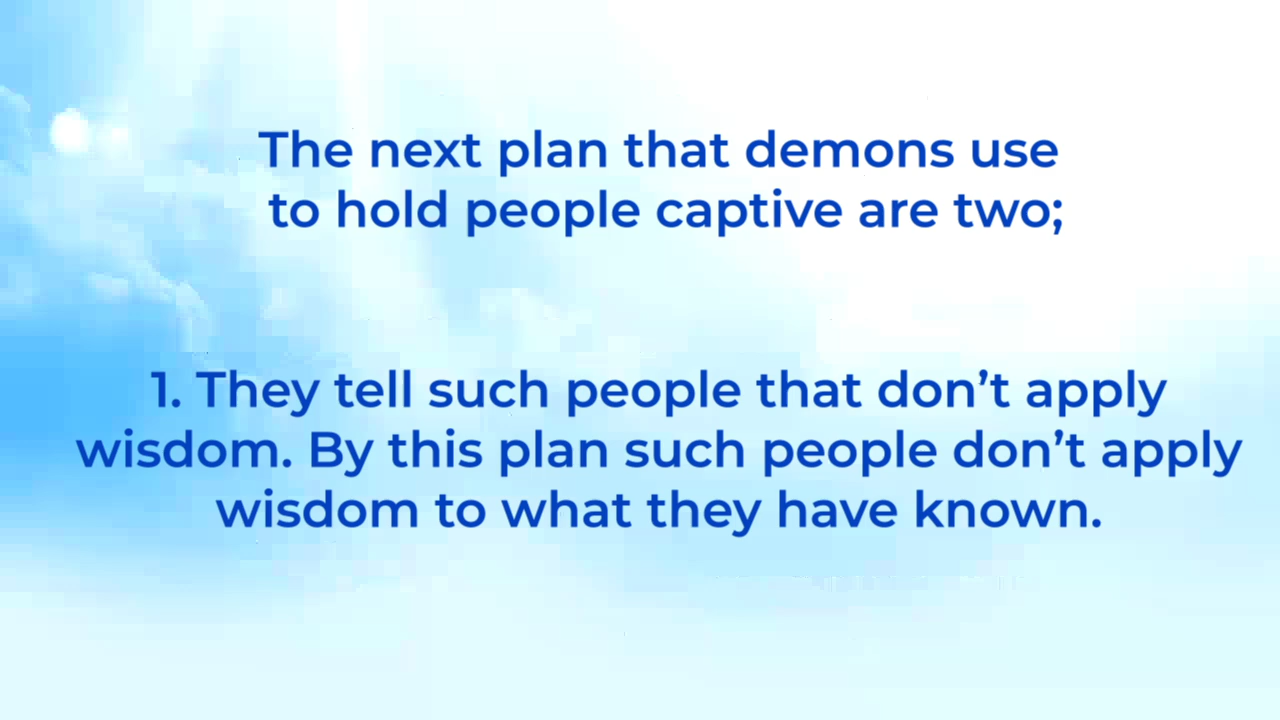 The next plan that demons use
to hold people captive are two;
1. They tell such people that don’t apply
wisdom. By this plan such people don’t apply
wisdom to what they have known.